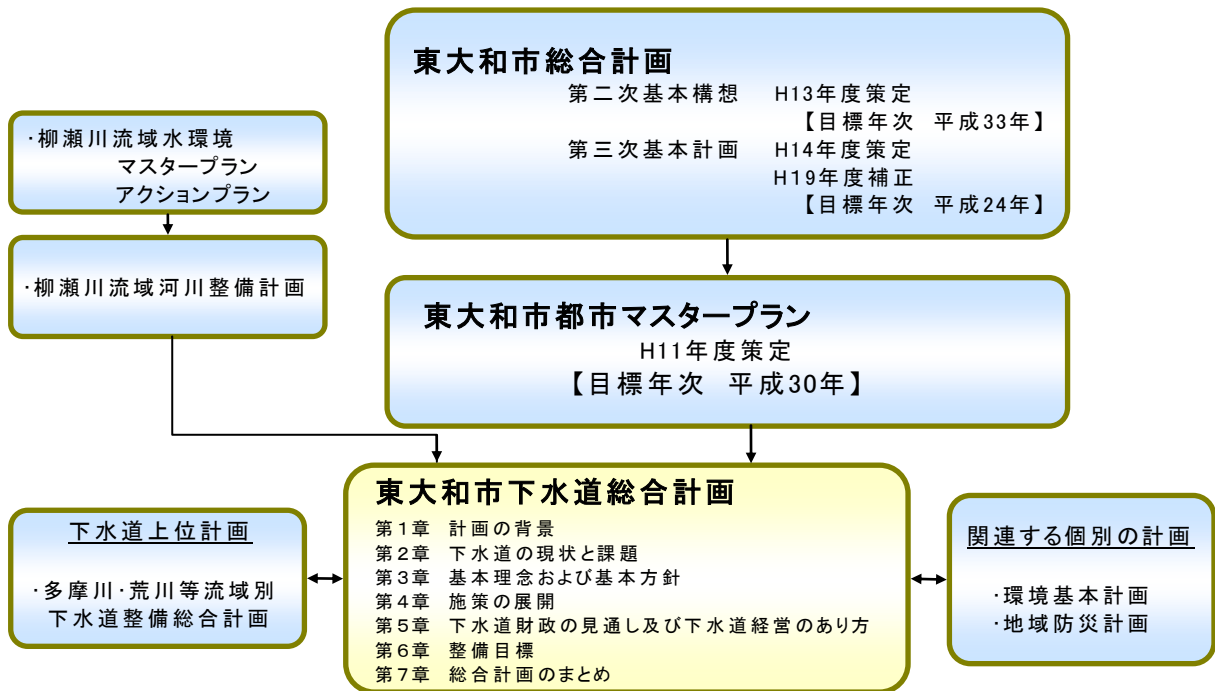 東大和市総合計画
第二次基本構想 H13年度策定
【目標年次 平成33年】
第三次基本計画 H14年度策定
H19年度補正
【目標年次 平成24年】
・柳瀬川流域水環境
マスタープラン
アクションプラン
・柳瀬川流域河川整備計画
東大和市都市マスタープラン
H11年度策定
【目標年次 平成30年】
東大和市下水道総合計画
第1章 計画の背景
第2章 下水道の現状と課題
第3章 基本理念および基本方針
第4章 施策の展開
第5章 下水道財政の見通し及び下水道経営のあり方
第6章 整備目標
第7章 総合計画のまとめ
下水道上位計画
・多摩川・荒川等流域別
下水道整備総合計画
関連する個別の計画
・環境基本計画
・地域防災計画